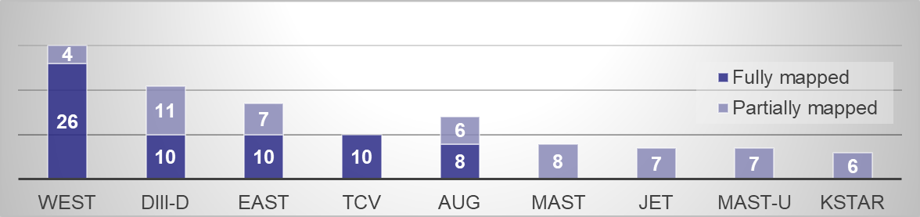 4
11
7
6
Fully mapped
Partially mapped
26
10
10
10
8
8
7
7
6
WEST
DIII-D
EAST
TCV
AUG
MAST
JET
MAST-U
KSTAR